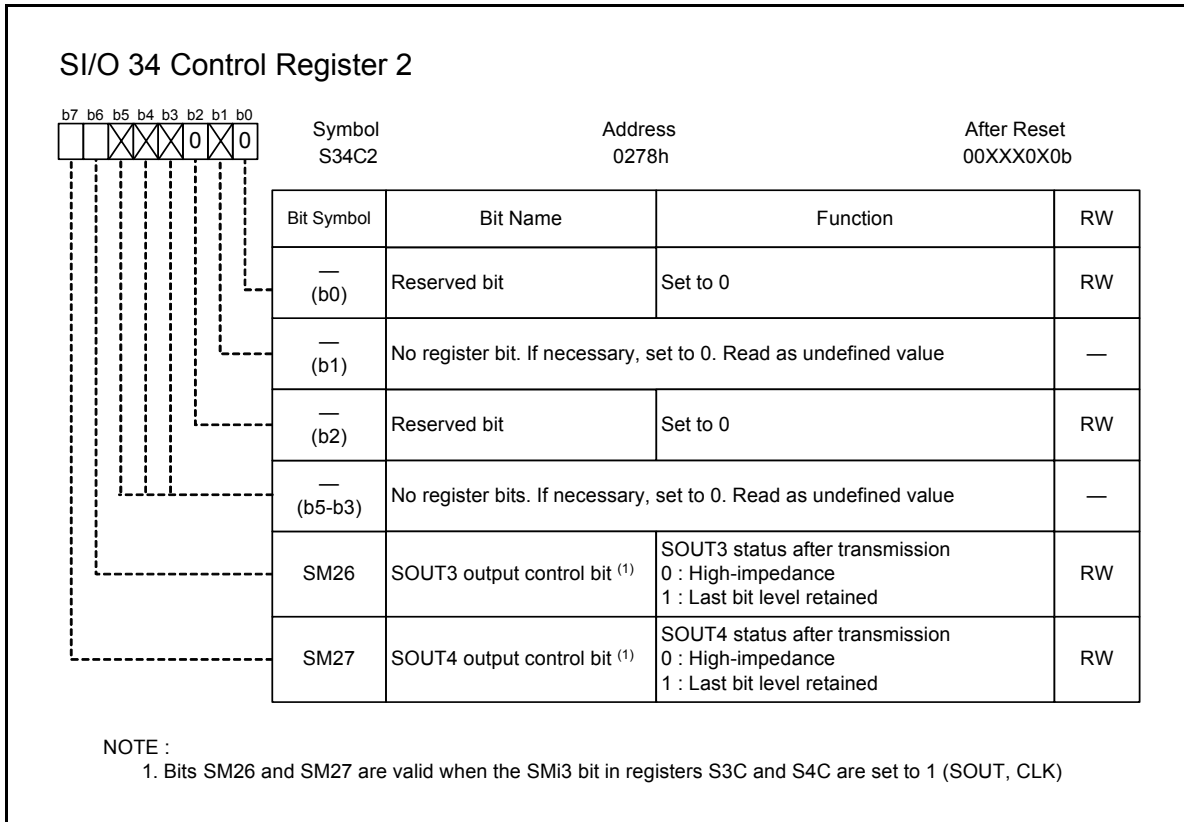 SI/O 34 Control Register 2
b7 b6 b5 b4 b3 b2 b1 b0
0 0
Symbol Address After Reset
S34C2 0278h 00XXX0X0b
Bit Symbol Bit Name Function RW
— (b0) Reserved bit Set to 0 RW
— (b1) No register bit. If necessary, set to 0. Read as undefined value —
— (b2) Reserved bit Set to 0 RW
— (b5-b3) No register bits. If necessary, set to 0. Read as undefined value —
SM26 SOUT3 output control bit (1) SOUT3 status after transmission
0 : High-impedance
1 : Last bit level retained
RW
SM27 SOUT4 output control bit (1) SOUT4 status after transmission
0 : High-impedance
1 : Last bit level retained
RW
NOTE :
1. Bits SM26 and SM27 are valid when the SMi3 bit in registers S3C and S4C are set to 1 (SOUT, CLK)